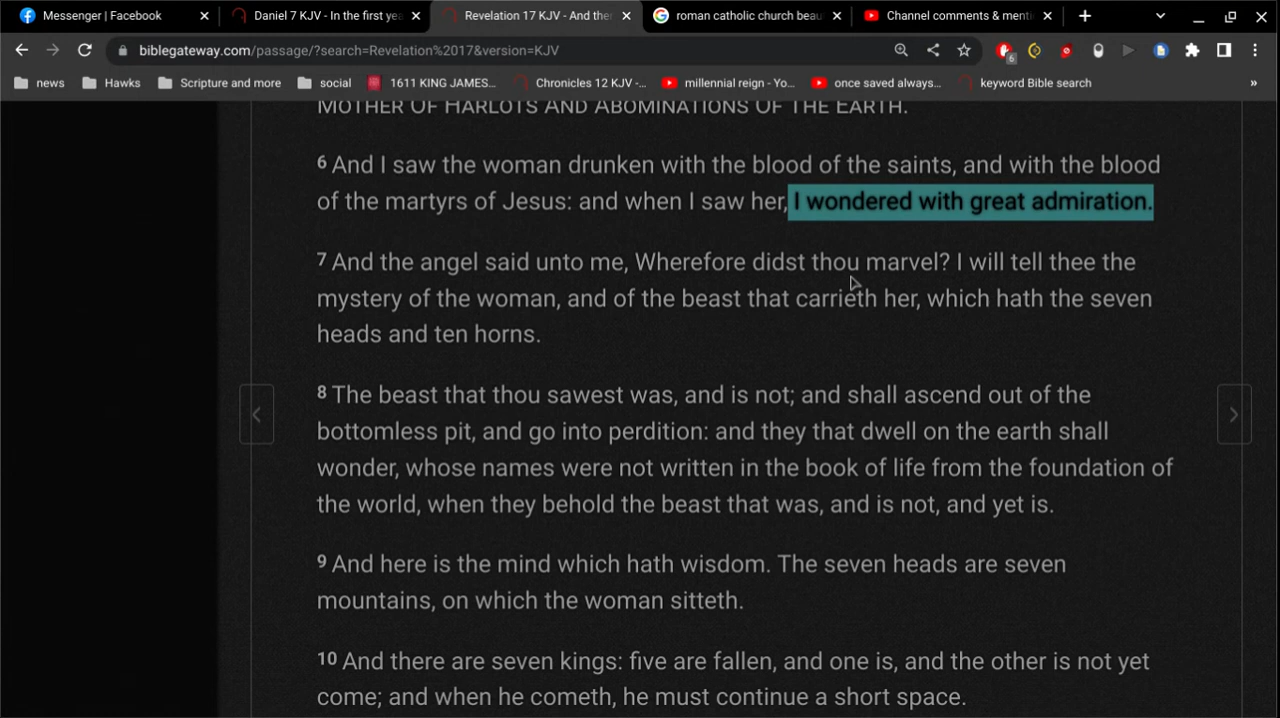 Messenger | Facebook
Daniel 7 KJV - In the first yea
Revelation 17 KJV - And ther
roman catholic church beau
Channel comments & menti
biblegateway.com/passage/?search=Revelation%2017&version=KJV
6
news
Hawks
Scripture and more
social
1611 KING JAMES...
Chronicles 12 KJV -...
millennial reign - Yo...
once saved always...
keyword Bible search
»
MOTHER OF HARLOTS AND ABOMINATIONS OF THE EARTH.
6 And I saw the woman drunken with the blood of the saints, and with the blood
of the martyrs of Jesus: and when I saw her, I wondered with great admiration.
7 And the angel said unto me, Wherefore didst thou marvel? I will tell thee the
mystery of the woman, and of the beast that carrieth her, which hath the seven
heads and ten horns.
8 The beast that thou sawest was, and is not; and shall ascend out of the
bottomless pit, and go into perdition: and they that dwell on the earth shall
wonder, whose names were not written in the book of life from the foundation of
the world, when they behold the beast that was, and is not, and yet is.
9 And here is the mind which hath wisdom. The seven heads are seven
mountains, on which the woman sitteth.
10 And there are seven kings: five are fallen, and one is, and the other is not yet
come; and when he cometh, he must continue a short space.